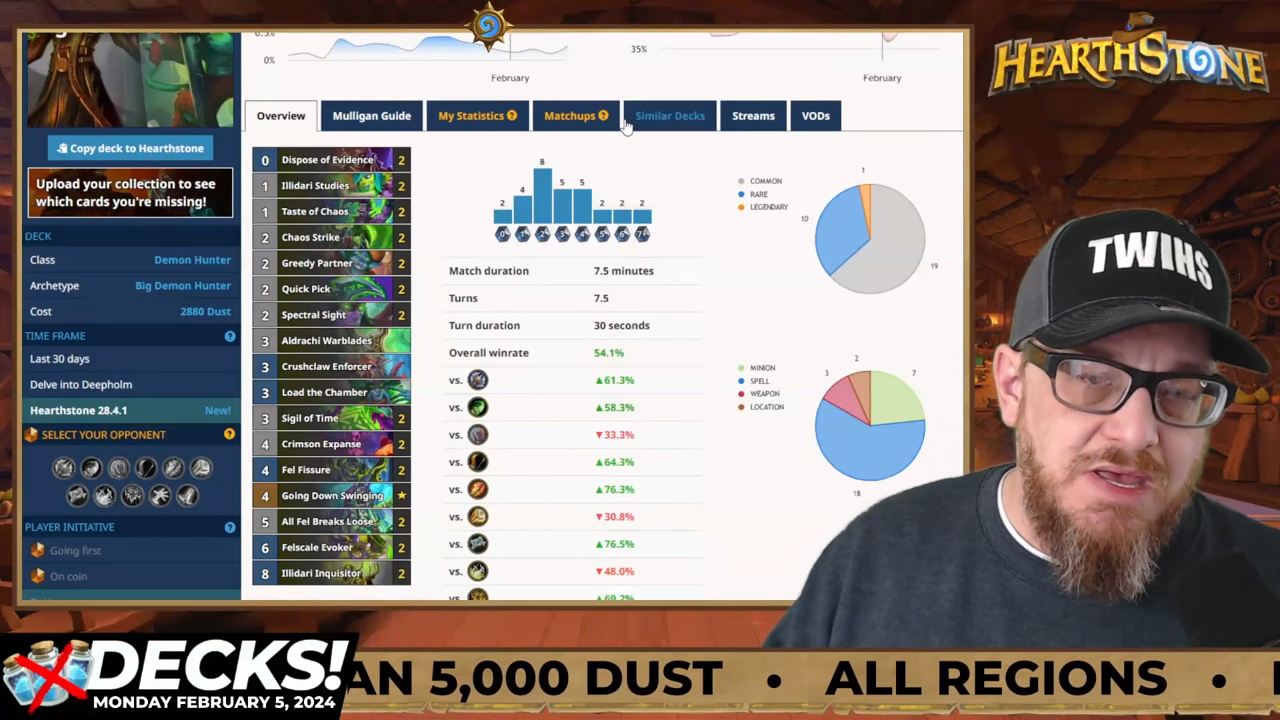 HEARTHSTONE
0%
35%
February
February
Overview
Mulligan Guide
My Statistics ?
Matchups ?
Similar Decks
Streams
VODs
Copy deck to Hearthstone
Upload your collection to see
which cards you're missing!
DECK
Class Demon Hunter
Archetype Big Demon Hunter
Cost 2880 Dust
TIME FRAME ?
Last 30 days
Delve into Deepholm
Hearthstone 28.4.1 New!
SELECT YOUR OPPONENT ?
PLAYER INITIATIVE ?
Going first
On coin
0 Dispose of Evidence 2
1 Illidari Studies 2
1 Taste of Chaos 2
2 Chaos Strike 2
2 Greedy Partner 2
2 Quick Pick 2
2 Spectral Sight 2
3 Aldrachi Warblades
3 Crushclaw Enforcer 2
3 Load the Chamber 2
3 Sigil of Time 2
4 Crimson Expanse 2
4 Fel Fissure 2
4 Going Down Swinging ★
5 All Fel Breaks Loose 2
6 Felscale Evoker 2
8 Illidari Inquisitor 2
2 4 8 5 5 2 2 2
0 1 2 3 4 5 6 7+
Match duration 7.5 minutes
Turns 7.5
Turn duration 30 seconds
Overall winrate 54.1%
vs. ▲61.3%
vs. ▲58.3%
vs. ▼33.3%
vs. ▲64.3%
vs. ▲76.3%
vs. ▼30.8%
vs. ▲76.5%
vs. ▼48.0%
vs. ▲69.2%
COMMON
RARE
LEGENDARY
1
10
19
MINION
SPELL
WEAPON
LOCATION
2
3
7
18
TWIHS
DECKS!
MONDAY FEBRUARY 5, 2024
AN 5,000 DUST • ALL REGIONS •